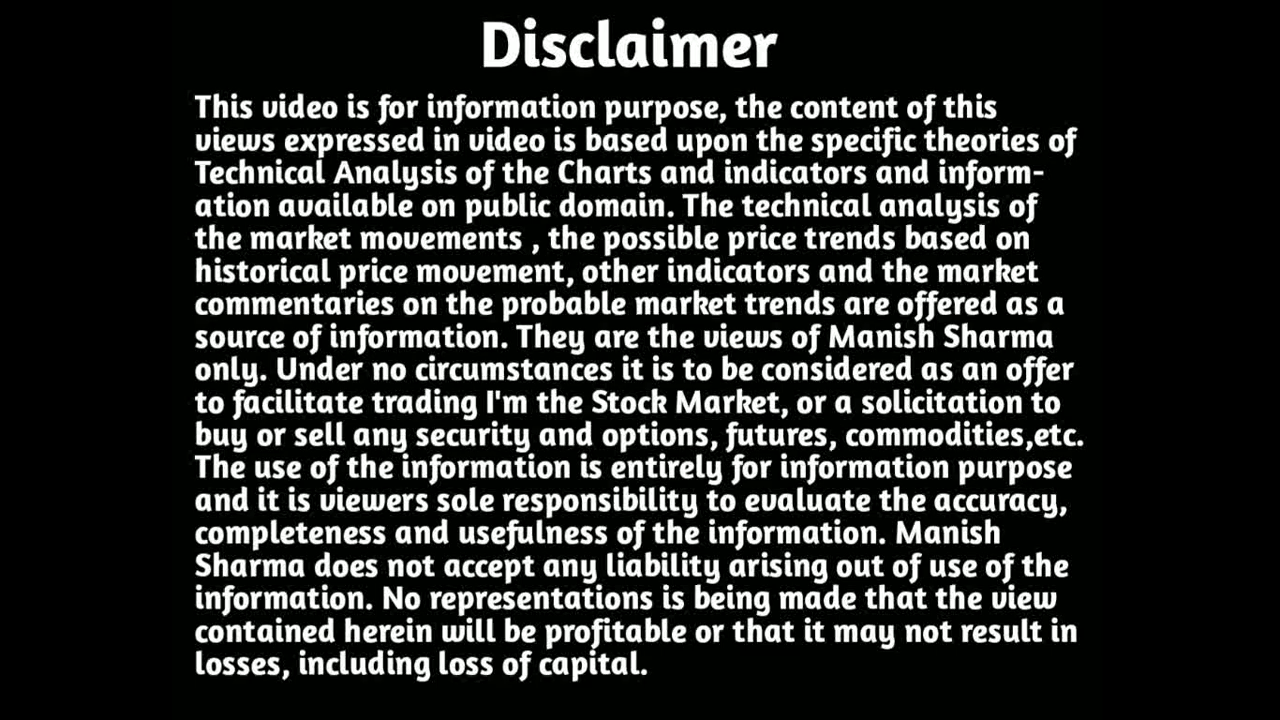 Disclaimer
This video is for information purpose, the content of this
views expressed in video is based upon the specific theories of
Technical Analysis of the Charts and indicators and inform-
ation available on public domain. The technical analysis of
the market movements , the possible price trends based on
historical price movement, other indicators and the market
commentaries on the probable market trends are offered as a
source of information. They are the views of Manish Sharma
only. Under no circumstances it is to be considered as an offer
to facilitate trading I'm the Stock Market, or a solicitation to
buy or sell any security and options, futures, commodities,etc.
The use of the information is entirely for information purpose
and it is viewers sole responsibility to evaluate the accuracy,
completeness and usefulness of the information. Manish
Sharma does not accept any liability arising out of use of the
information. No representations is being made that the view
contained herein will be profitable or that it may not result in
losses, including loss of capital.